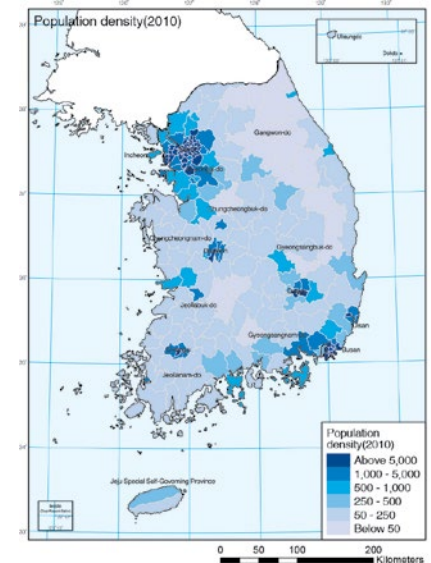 Population density(2010)
Ulleungdo
Dokdo
Gangwon-do
Incheon
Chungcheongbuk-do
Chungcheongnam-do
Gyeongsangbuk-do
Jeollabuk-do
Ulsan
Gyeongsangnam-do
Busan
Jeollanam-do
Jeju Special Self-Governing Province
Population
density(2010)
Above 5,000
1,000 - 5,000
500 - 1,000
250 - 500
50 - 250
Below 50
0 50 100 200
Kilometers